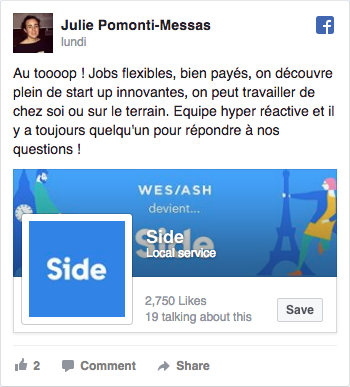 Julie Pomonti-Messas
lundi
Au toooop ! Jobs flexibles, bien payés, on découvre
plein de start up innovantes, on peut travailler de
chez soi ou sur le terrain. Equipe hyper réactive et il
y a toujours quelqu'un pour répondre à nos
questions !
WES/ASH
devient...
Side
Side
Side
Local service
2,750 Likes
19 talking about this
Save
2
Comment
Share